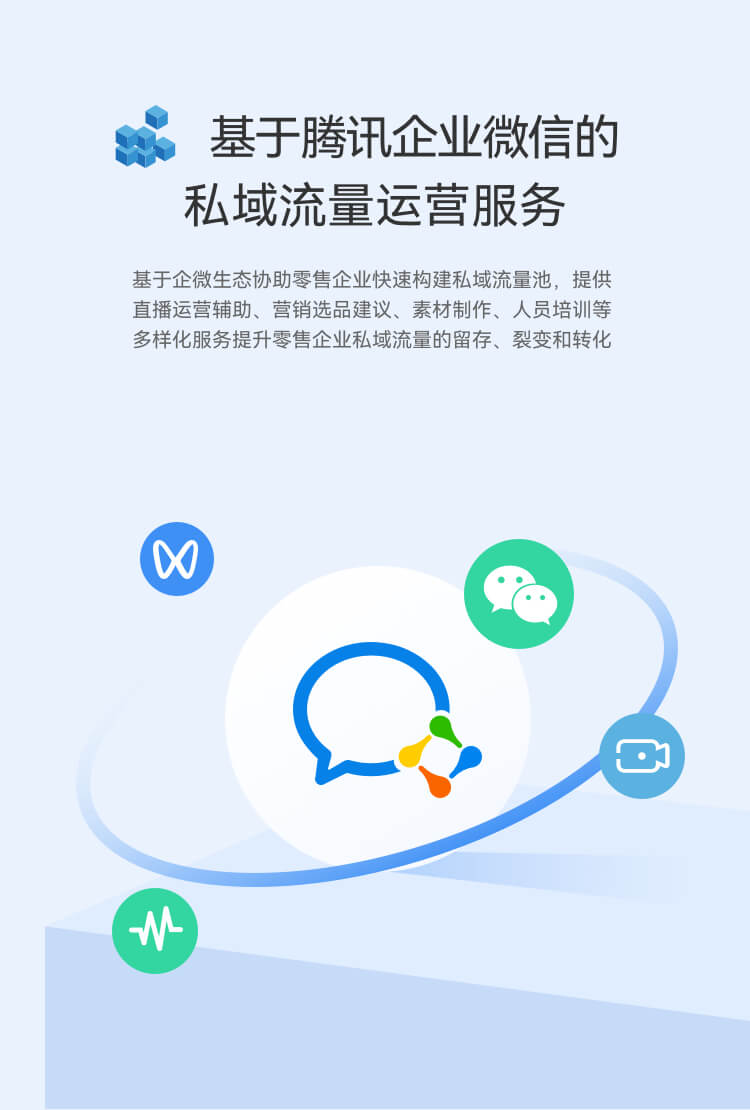 基于腾讯企业微信的
私域流量运营服务
基于企微生态协助零售企业快速构建私域流量池，提供
直播运营辅助、营销选品建议、素材制作、人员培训等
多样化服务提升零售企业私域流量的留存、裂变和转化